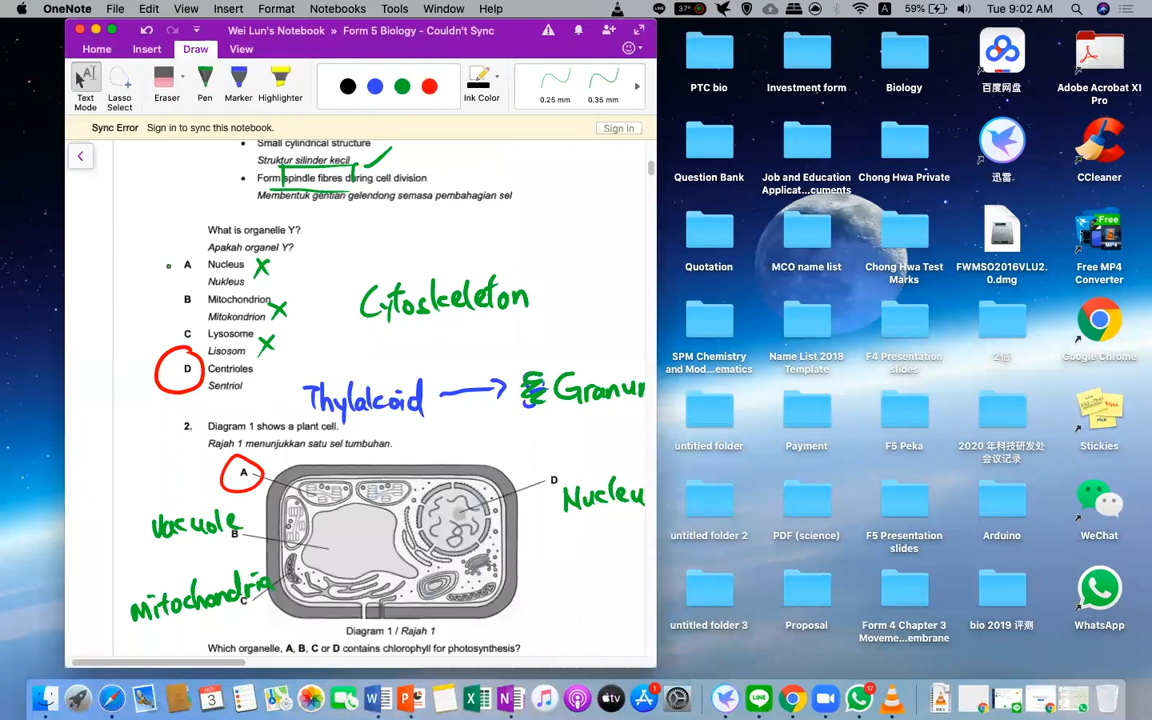 OneNote File Edit View Insert Format Notebooks Tools Window Help 37° A 59% Tue 9:02 AM
Wei Lun's Notebook » Form 5 Biology - Couldn't Sync
Home Insert Draw View
Text Mode
Lasso Select
Eraser
Pen
Marker
Highlighter
Ink Color
0.25 mm
0.35 mm
Sync Error Sign in to sync this notebook. Sign in
• Small cylindrical structure
Struktur silinder kecil
• Form spindle fibres during cell division
Membentuk gentian gelendong semasa pembahagian sel
What is organelle Y?
Apakah organel Y?
A Nucleus
Nukleus
B Mitochondrion
Mitokondrion
C Lysosome
Lisosom
D Centrioles
Sentriol
Cytoskeleton
Thylakoid → Granum
2. Diagram 1 shows a plant cell.
Rajah 1 menunjukkan satu sel tumbuhan.
A
D
Nucleu
Vacuole
B
Mitochondria
C
Diagram 1 / Rajah 1
Which organelle, A, B, C or D contains chlorophyll for photosynthesis?
PTC bio
Investment form
Biology
百度网盘
Adobe Acrobat XI Pro
Question Bank
Job and Education Applicat...cuments
Chong Hwa Private
迅雷
CCleaner
Quotation
MCO name list
Chong Hwa Test Marks
FWMSO2016VLU2.0.dmg
Free
MP4
Free MP4 Converter
SPM Chemistry and Mod...ematics
Name List 2018 Template
F4 Presentation slides
Google Chrome
untitled folder
Payment
F5 Peka
2020 年科技研发处会议记录
Stickies
untitled folder 2
PDF (science)
F5 Presentation slides
Arduino
WeChat
untitled folder 3
Proposal
Form 4 Chapter 3 Moveme...embrane
bio 2019 评测
WhatsApp
NOV 3
tv
1
LINE
17